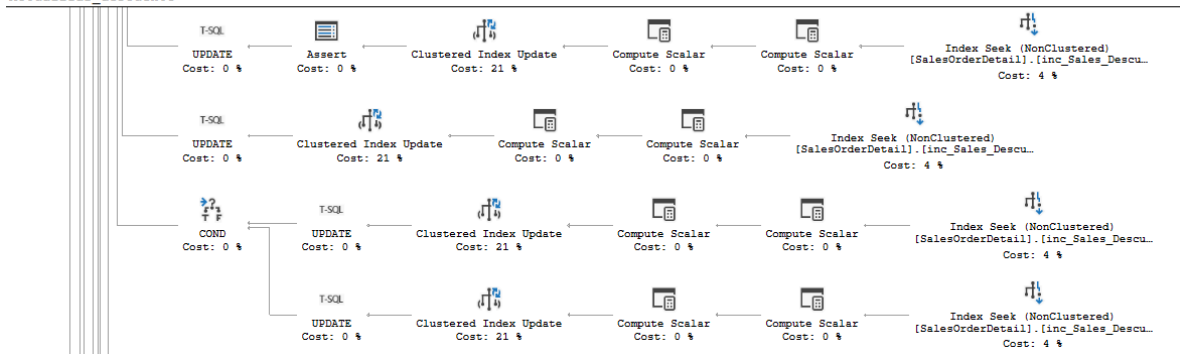 T-SQL
UPDATE Assert Clustered Index Update Compute Scalar Compute Scalar Index Seek (NonClustered)
[SalesOrderDetail].[inc_Sales_Descu…
Cost: 0 % Cost: 0 % Cost: 21 % Cost: 0 % Cost: 0 % Cost: 4 %
T-SQL
UPDATE Clustered Index Update Compute Scalar Compute Scalar Index Seek (NonClustered)
[SalesOrderDetail].[inc_Sales_Descu…
Cost: 0 % Cost: 21 % Cost: 0 % Cost: 0 % Cost: 4 %
T F T-SQL
COND UPDATE Clustered Index Update Compute Scalar Compute Scalar Index Seek (NonClustered)
[SalesOrderDetail].[inc_Sales_Descu…
Cost: 0 % Cost: 0 % Cost: 21 % Cost: 0 % Cost: 0 % Cost: 4 %
T-SQL
UPDATE Clustered Index Update Compute Scalar Compute Scalar Index Seek (NonClustered)
[SalesOrderDetail].[inc_Sales_Descu…
Cost: 0 % Cost: 21 % Cost: 0 % Cost: 0 % Cost: 4 %